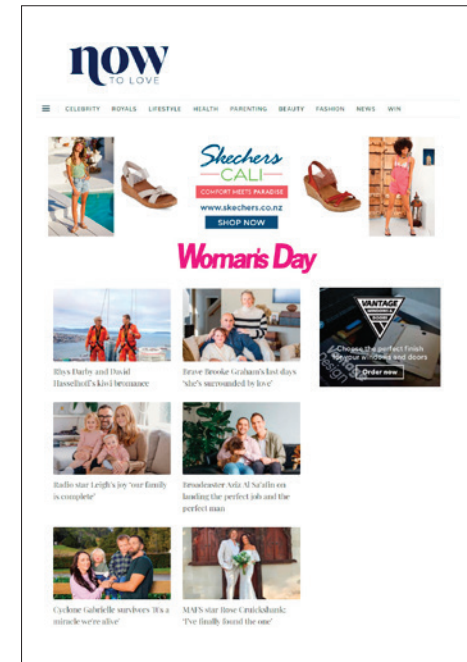 now
TO LOVE
CELEBRITY ROYALS LIFESTYLE HEALTH PARENTING BEAUTY FASHION NEWS WIN
Skechers
CALI
COMFORT MEETS PARADISE
www.skechers.co.nz
SHOP NOW
Woman's Day
Rhys Darby and David
Hasselhoff's kiwi bromance
Brave Brooke Graham's last days
'she's surrounded by love'
VANTAGE
WINDOWS &
DOORS
Choose the perfect finish
for your windows and doors
Order now
Radio star Leigh's joy 'our family
is complete'
Broadcaster Aziz Al Sa'afin on
landing the perfect job and the
perfect man
Cyclone Gabrielle survivors 'It's a
miracle we're alive'
MAFS star Rose Cruickshank:
'I've finally found the one'